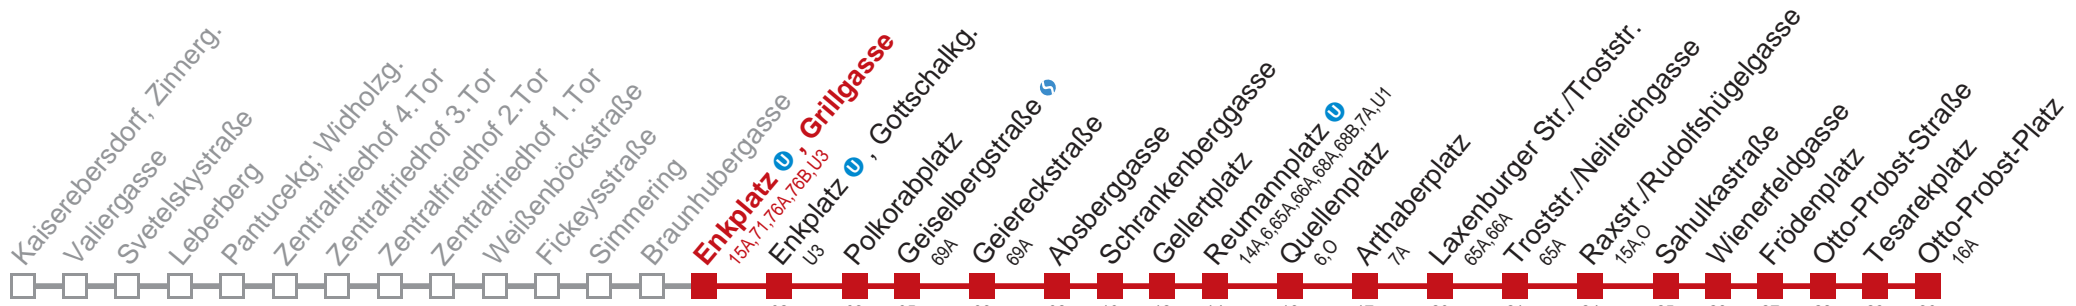 Kaiserebersdorf, Zinnerg.
Valiergasse
Svetelskystraße
Leberberg
Pantucekg; Widholzg.
Zentralfriedhof 4.Tor
Zentralfriedhof 3.Tor
Zentralfriedhof 2.Tor
Zentralfriedhof 1.Tor
Weißenböckstraße
Fickeysstraße
Simmering
Braunhubergasse
Enkplatz U , Grillgasse
15A,71,76A,76B,U3
Enkplatz U , Gottschalkg.
U3
Polkorabplatz
Geiselbergstraße
69A
Geiereckstraße
69A
Absberggasse
Schrankenberggasse
Gellertplatz
Reumannplatz U
14A,6,65A,66A,68A,68B,7A,U1
Quellenplatz
6,O
Arthaberplatz
7A
Laxenburger Str./Troststr.
65A,66A
Troststr./Neilreichgasse
65A
Raxstr./Rudolfshügelgasse
15A,O
Sahulkastraße
Wienerfeldgasse
Frödenplatz
Otto-Probst-Straße
Tesarekplatz
Otto-Probst-Platz
16A